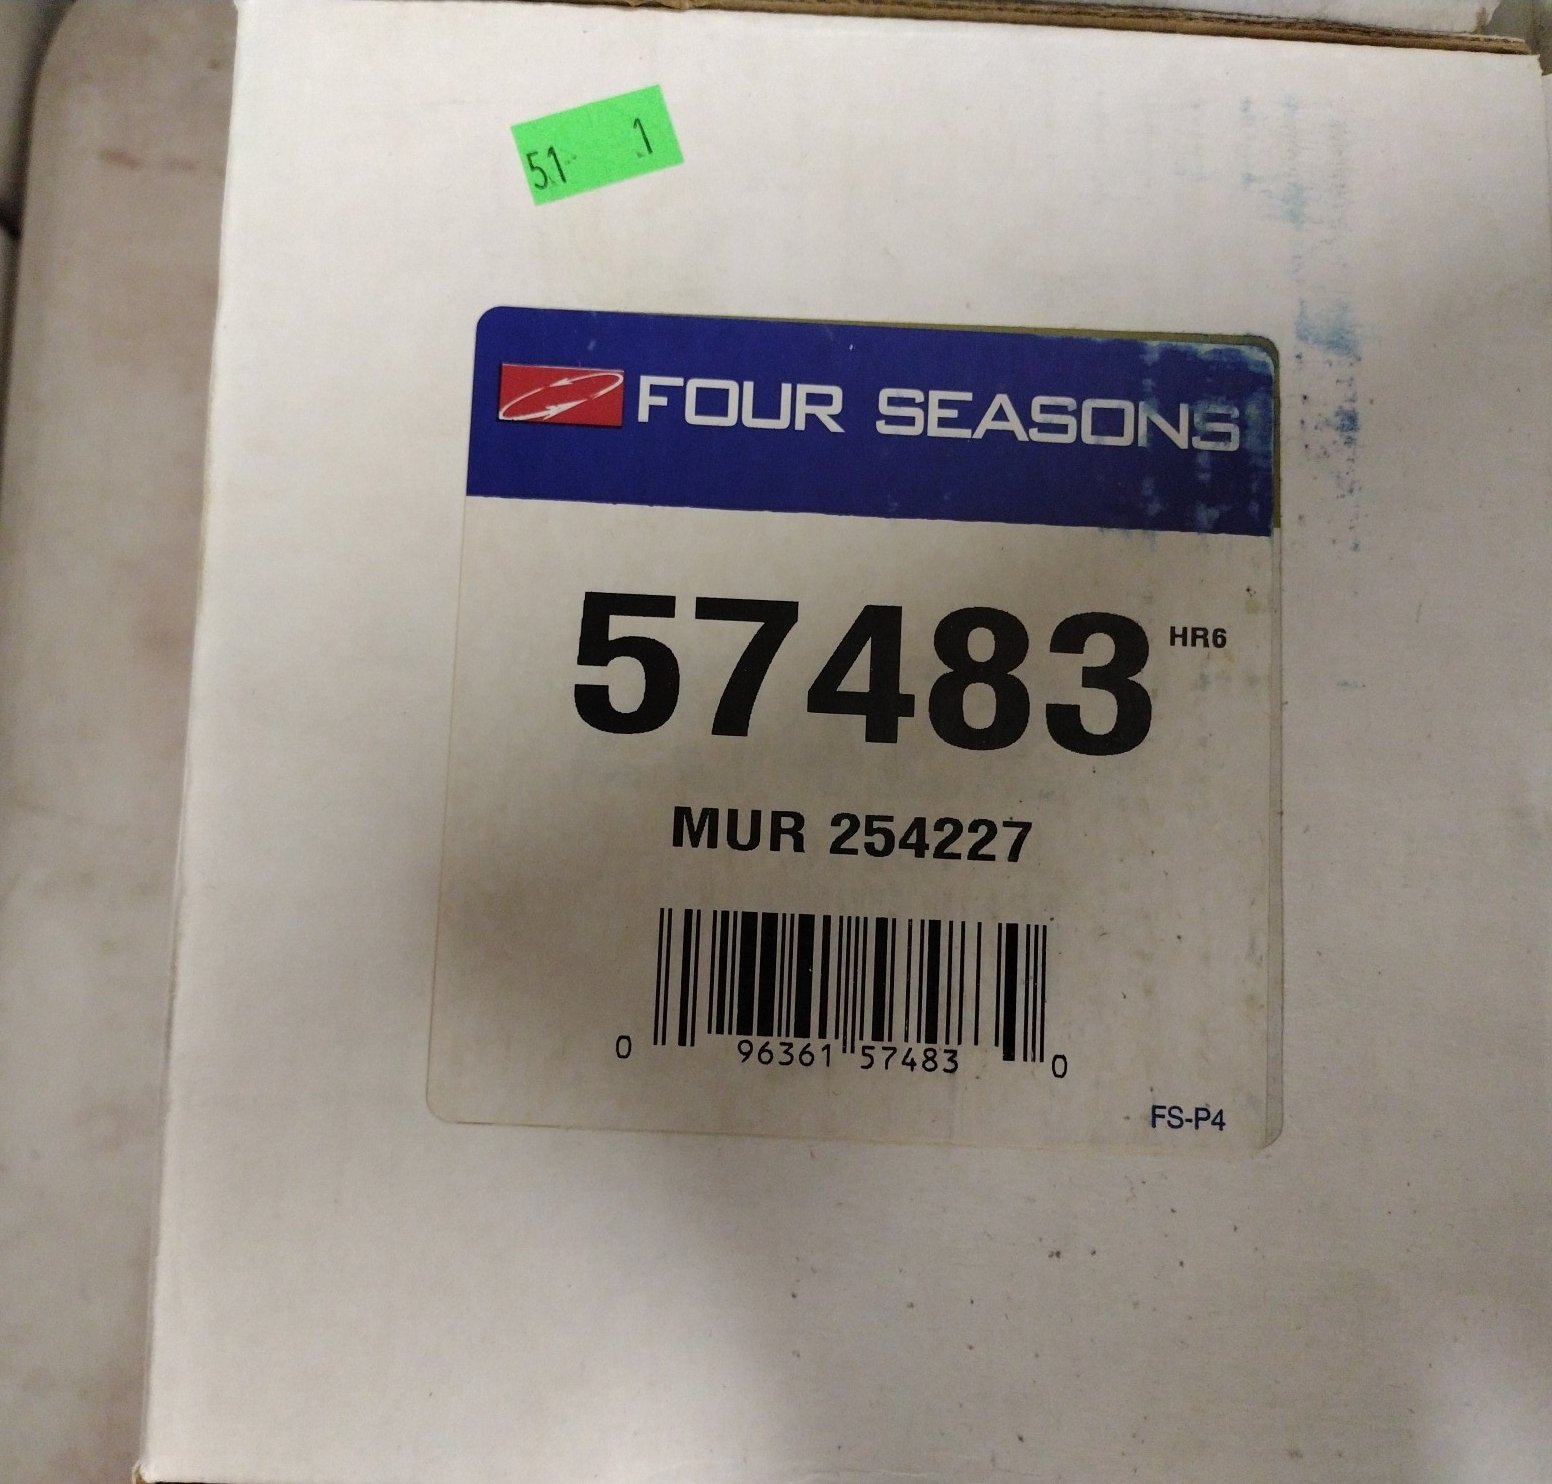 51 1
FOUR SEASONS
57483 HR6
MUR 254227
0 96361 57483 0
FS-P4